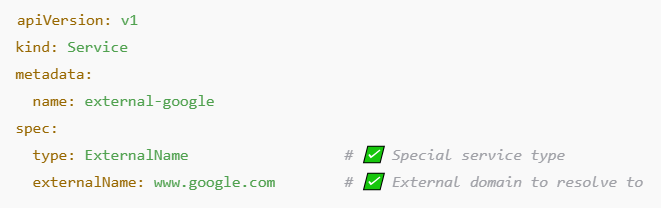 apiVersion: v1
kind: Service
metadata:
  name: external-google
spec:
  type: ExternalName                  # ✅ Special service type
  externalName: www.google.com        # ✅ External domain to resolve to